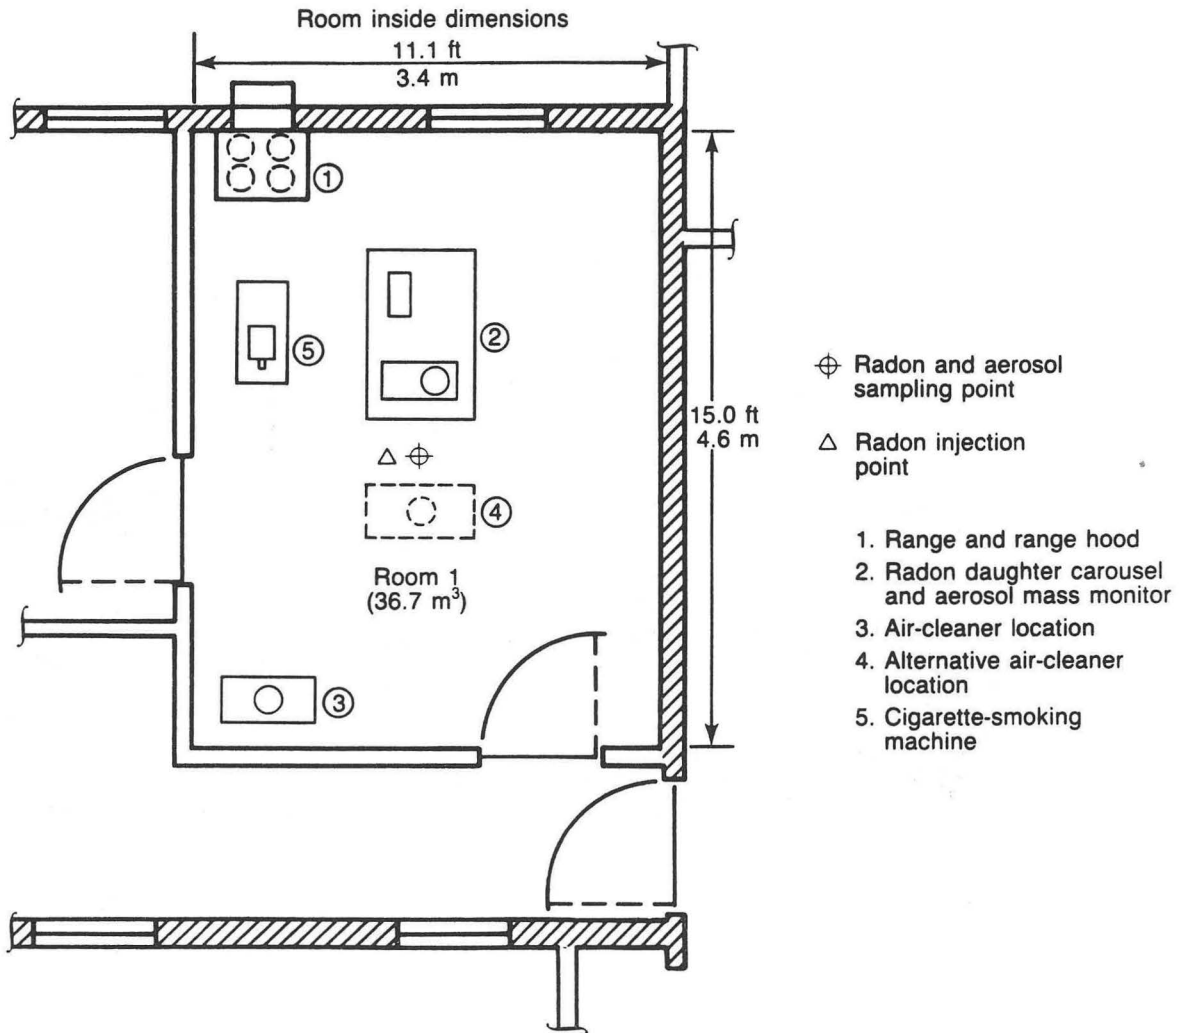 Room inside dimensions
11.1 ft
3.4 m
1
5
2
15.0 ft
4.6 m
4
Room 1
(36.7 m³)
3
Radon and aerosol
sampling point
Radon injection
point
1. Range and range hood
2. Radon daughter carousel
and aerosol mass monitor
3. Air-cleaner location
4. Alternative air-cleaner
location
5. Cigarette-smoking
machine